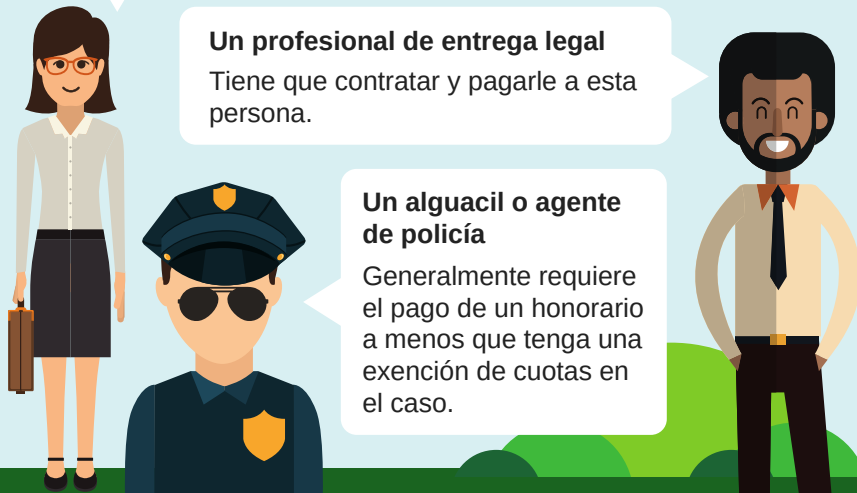 Un profesional de entrega legal
Tiene que contratar y pagarle a esta
persona.
Un alguacil o agente
de policía
Generalmente requiere
el pago de un honorario
a menos que tenga una
exención de cuotas en
el caso.